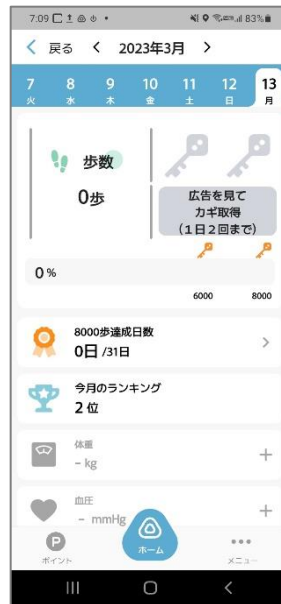 7:09
83%
戻る < 2023年3月 >
7 8 9 10 11 12 13
火 水 木 金 土 日 月
歩数
0歩
広告を見て
カギ取得
(1日2回まで)
0 %
6000 8000
8000歩達成日数
0日 /31日
今月のランキング
2 位
体重
- kg
血圧
- mmHg
P
ポイント
ホーム
メニュー